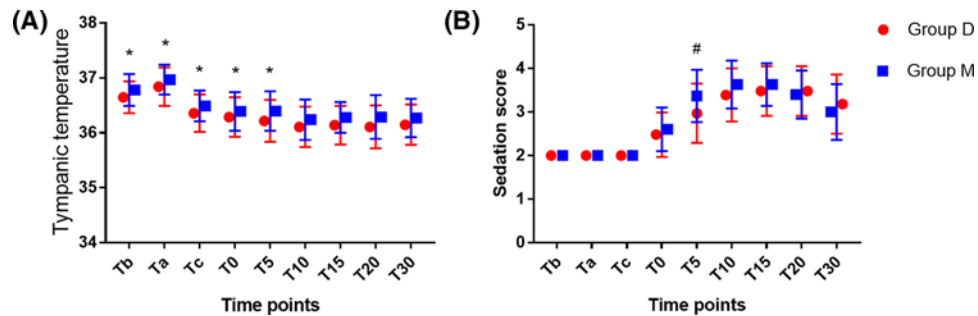 (A)
Tympanic temperature
38
37
36
35
34
* * * * *
Tb Ta Tc T0 T5 T10 T15 T20 T30
Time points
(B)
Sedation score
5
4
3
2
1
0
#
Tb Ta Tc T0 T5 T10 T15 T20 T30
Time points
Group D
Group M